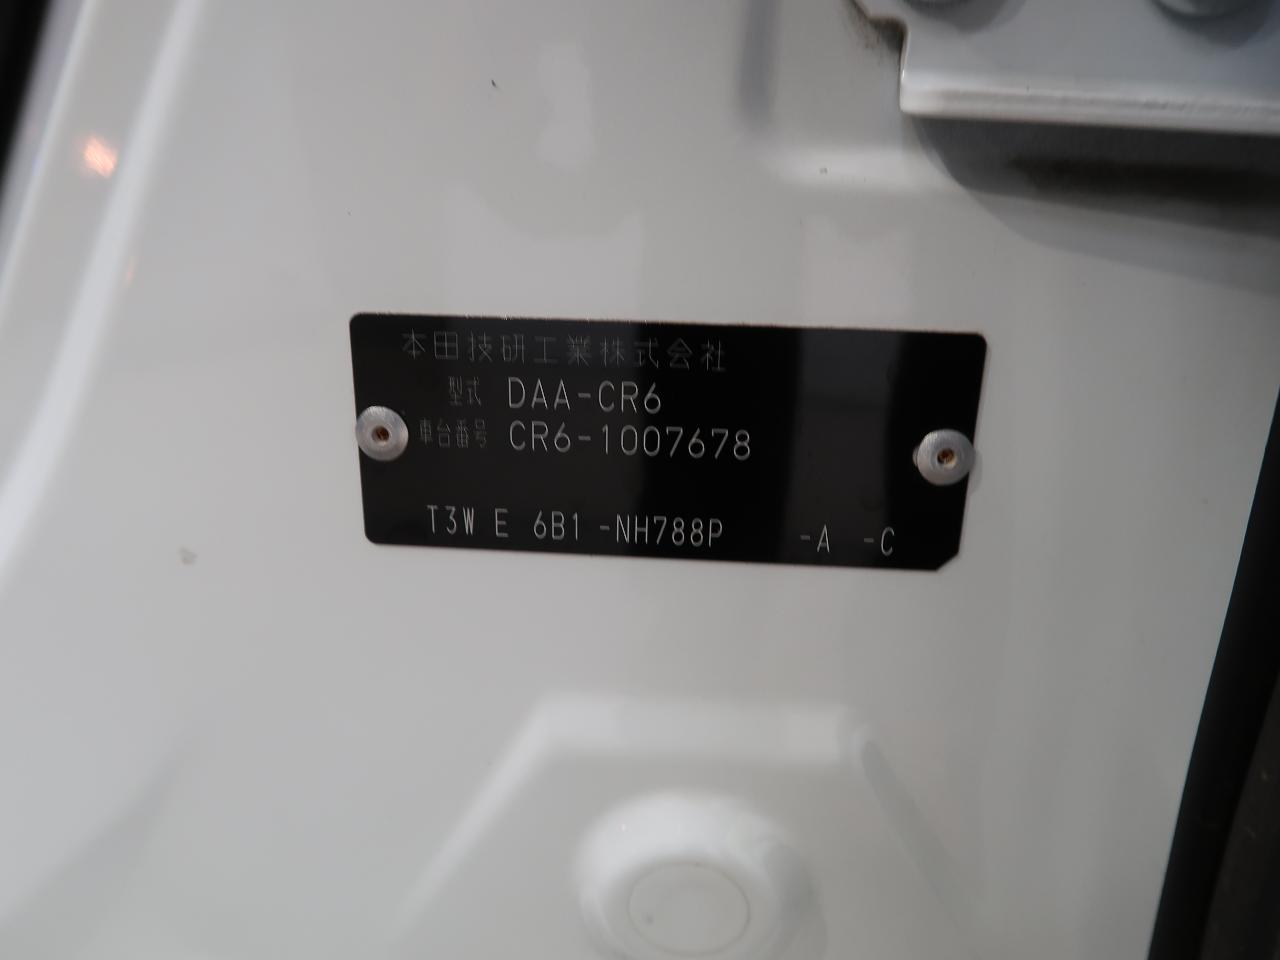 本田技研工業株式会社
型式 DAA-CR6
車台番号 CR6-1007678
T3W E 6B1 -NH788P -A -C